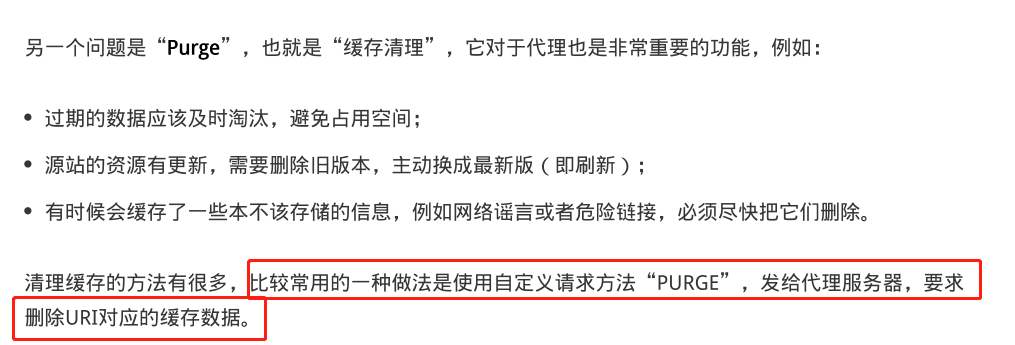 另一个问题是“Purge”，也就是“缓存清理”，它对于代理也是非常重要的功能，例如：
• 过期的数据应该及时淘汰，避免占用空间；
• 源站的资源有更新，需要删除旧版本，主动换成最新版（即刷新）；
• 有时候会缓存了一些本不该存储的信息，例如网络谣言或者危险链接，必须尽快把它们删除。
清理缓存的方法有很多，比较常用的一种做法是使用自定义请求方法“PURGE”，发给代理服务器，要求
删除URI对应的缓存数据。